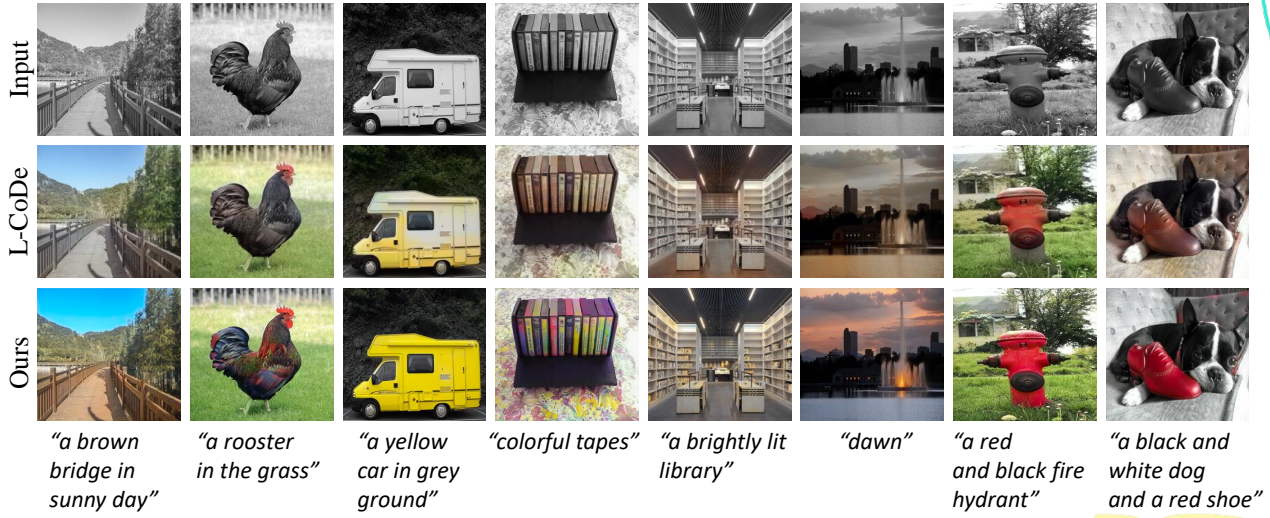 Input
L-CoDe
Ours
“a brown
bridge in
sunny day”
“a rooster
in the grass”
“a yellow
car in grey
ground”
“colorful tapes”
“a brightly lit
library”
“dawn”
“a red
and black fire
hydrant”
“a black and
white dog
and a red shoe”